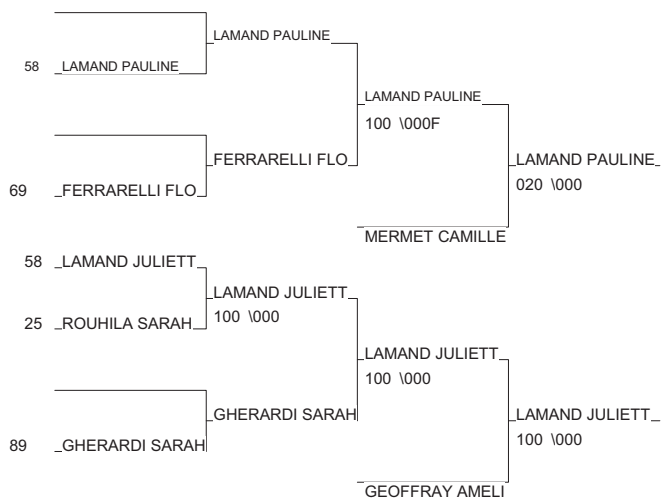 LAMAND PAULINE
58 LAMAND PAULINE
LAMAND PAULINE
100 \000F
FERRARELLI FLO
LAMAND PAULINE
020 \000
69 FERRARELLI FLO
MERMET CAMILLE
58 LAMAND JULIETT
LAMAND JULIETT
100 \000
25 ROUHILA SARAH
LAMAND JULIETT
100 \000
GHERARDI SARAH
LAMAND JULIETT
100 \000
89 GHERARDI SARAH
GEOFFRAY AMELI